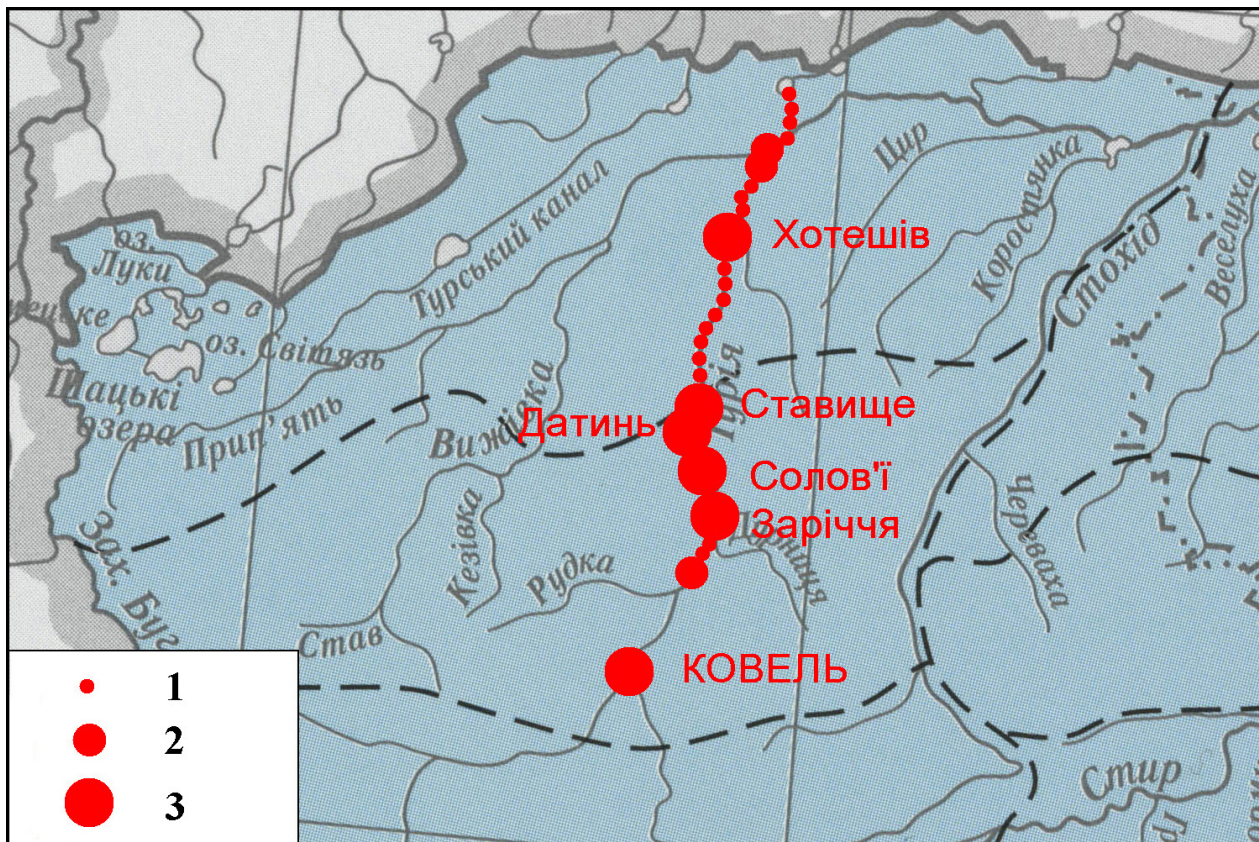 оз.
Луки
оз. Світязь
Шацькі
озера
Прип’ять
Турський канал
Вижівка
Кезівка
Рудка
Став
Зах. Буг
Цир
Коростянка
Стохід
Веселуха
Турія
Череваха
Стир
Хотешів
Ставище
Датинь
Солов'ї
Заріччя
КОВЕЛЬ
1
2
3